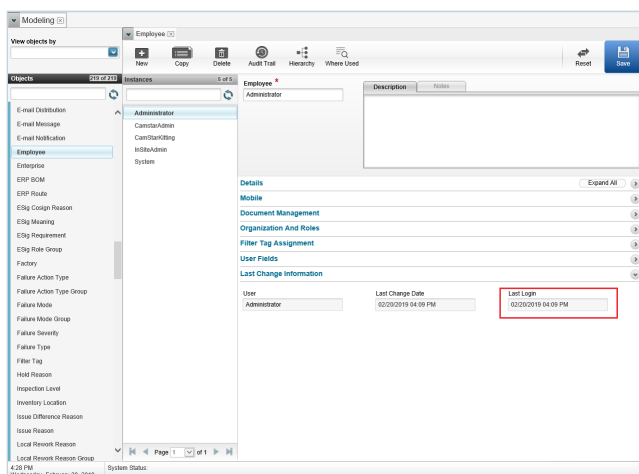 Modeling
View objects by
Employee
New
Copy
Delete
Audit Trail
Hierarchy
Where Used
Reset
Save
Objects
219 of 219
Instances
5 of 5
Employee *
Administrator
Description
Notes
E-mail Distribution
E-mail Message
E-mail Notification
Employee
Enterprise
ERP BOM
ERP Route
ESig Cosign Reason
ESig Meaning
ESig Requirement
ESig Role Group
Factory
Failure Action Type
Failure Action Type Group
Failure Mode
Failure Mode Group
Failure Severity
Failure Type
Filter Tag
Hold Reason
Inspection Level
Inventory Location
Issue Difference Reason
Issue Reason
Local Rework Reason
Local Rework Reason Group
Administrator
CamstarAdmin
CamStarKitting
InSiteAdmin
System
Details
Expand All
Mobile
Document Management
Organization And Roles
Filter Tag Assignment
User Fields
Last Change Information
User
Administrator
Last Change Date
02/20/2019 04:09 PM
Last Login
02/20/2019 04:09 PM
Page 1 of 1
4:28 PM
System Status: